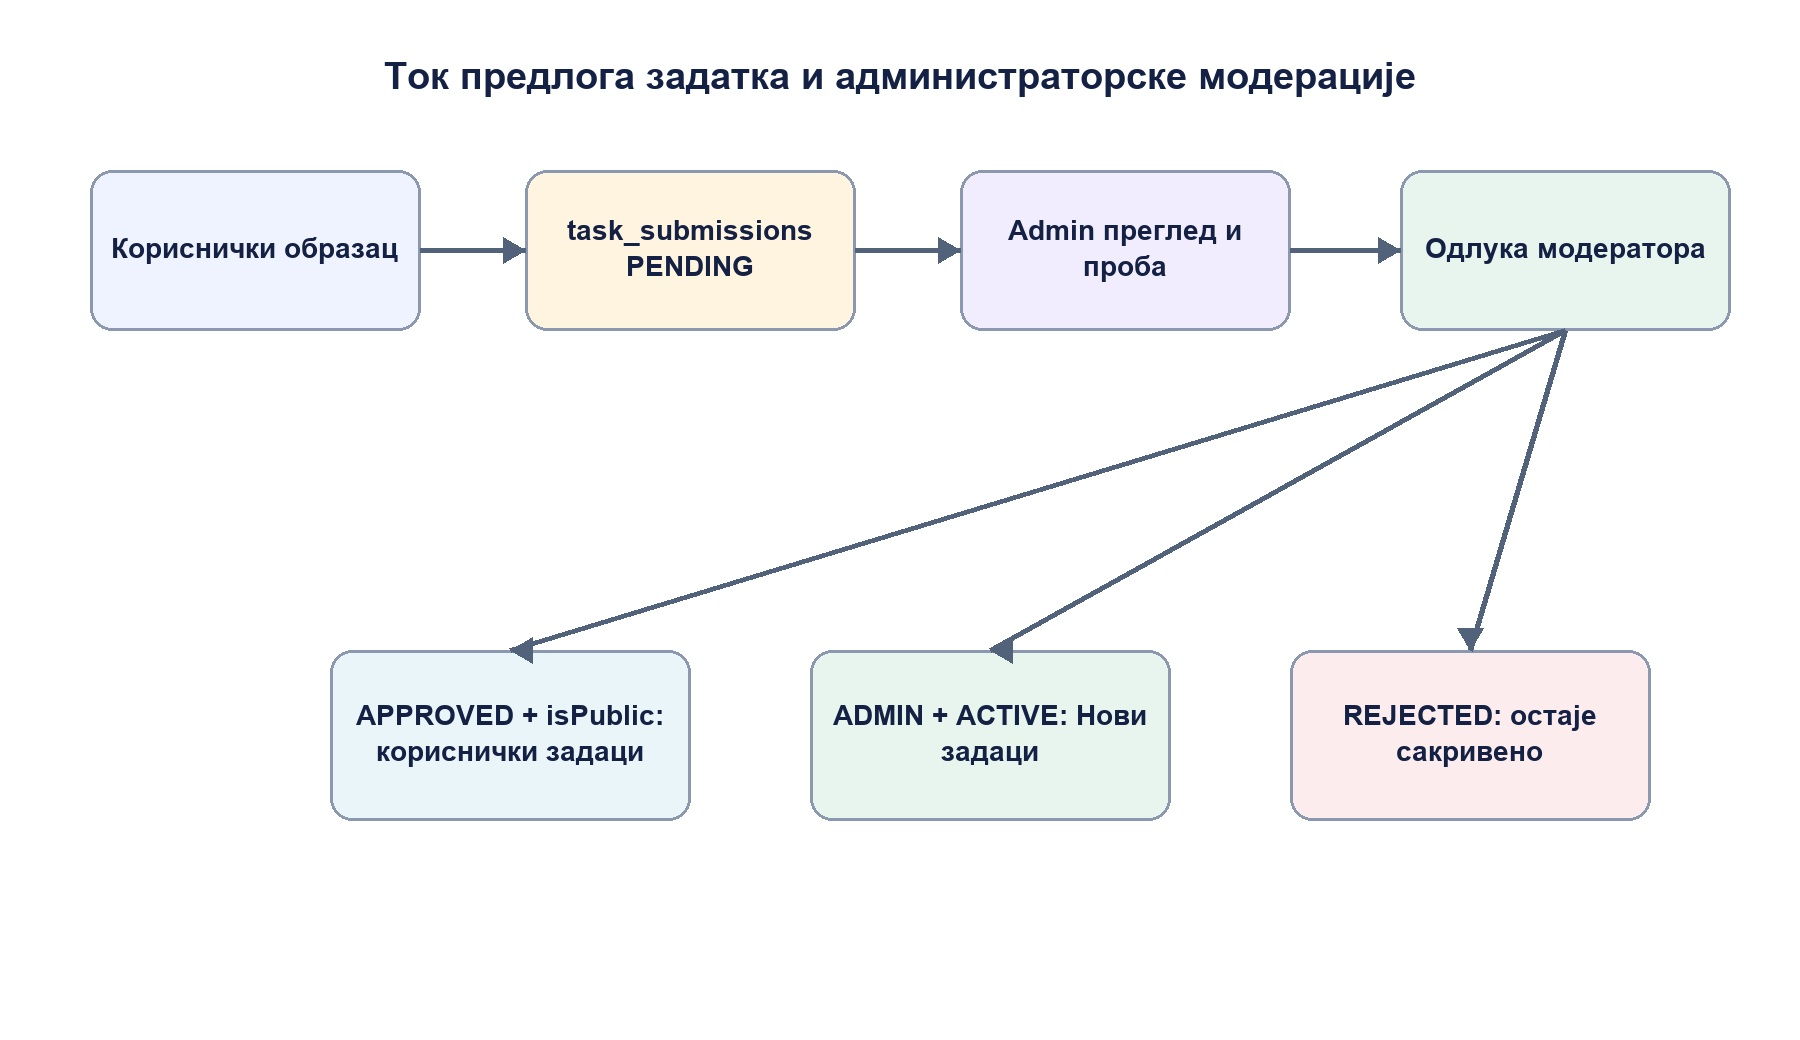 Ток предлога задатка и администраторске модерације
Кориснички образац
task_submissions
PENDING
Admin преглед и
проба
Одлука модератора
APPROVED + isPublic:
кориснички задаци
ADMIN + ACTIVE: Нови
задаци
REJECTED: остаје
сакривено